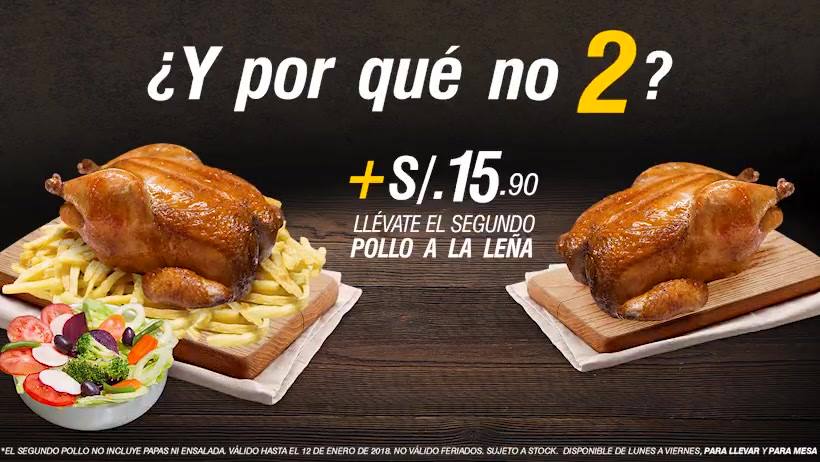 ¿Y por qué no 2?
+S/.15.90
LLÉVATE EL SEGUNDO
POLLO A LA LEÑA
*EL SEGUNDO POLLO NO INCLUYE PAPAS NI ENSALADA. VÁLIDO HASTA EL 12 DE ENERO DE 2018. NO VÁLIDO FERIADOS. SUJETO A STOCK. DISPONIBLE DE LUNES A VIERNES, PARA LLEVAR Y PARA MESA